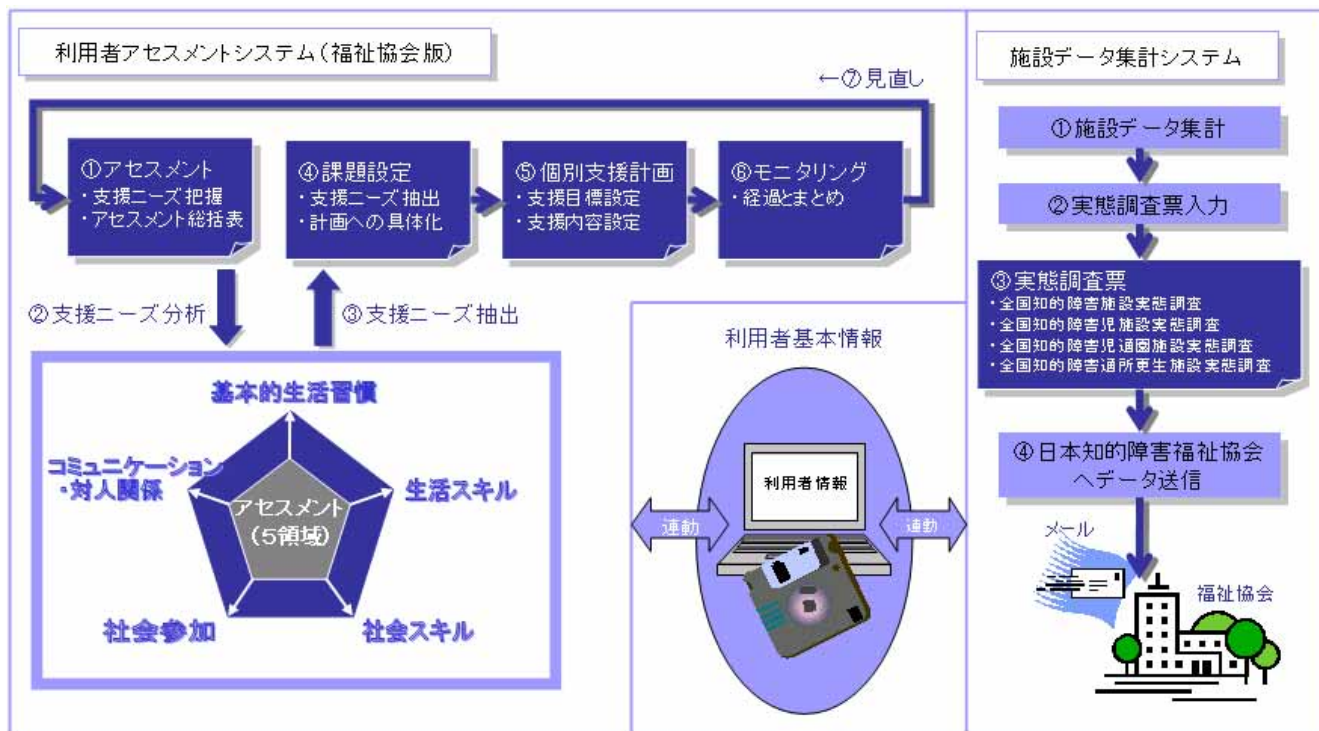 利用者アセスメントシステム(福祉協会版)
←⑦見直し
①アセスメント
・支援ニーズ把握
・アセスメント総括表
④課題設定
・支援ニーズ抽出
・計画への具体化
⑤個別支援計画
・支援目標設定
・支援内容設定
⑥モニタリング
・経過とまとめ
②支援ニーズ分析
③支援ニーズ抽出
基本的生活習慣
コミュニケーション
・対人関係
生活スキル
アセスメント
(5領域)
社会参加
社会スキル
利用者基本情報
利用者情報
連動
連動
施設データ集計システム
①施設データ集計
②実態調査票入力
③実態調査票
・全国知的障害施設実態調査
・全国知的障害児施設実態調査
・全国知的障害児通園施設実態調査
・全国知的障害通所更生施設実態調査
④日本知的障害福祉協会
へデータ送信
メール
福祉協会